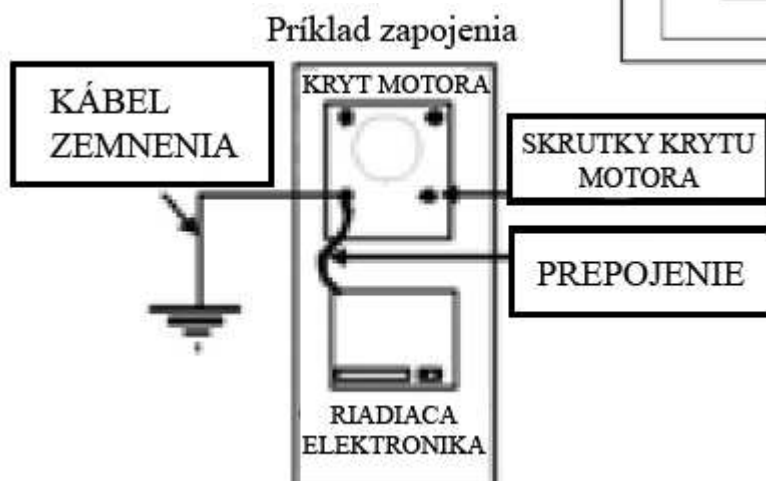 Príklad zapojenia
KRYT MOTORA
KÁBEL
ZEMNENIA
SKRUTKY KRYTU
MOTORA
PREPOJENIE
RIADIACA
ELEKTRONIKA